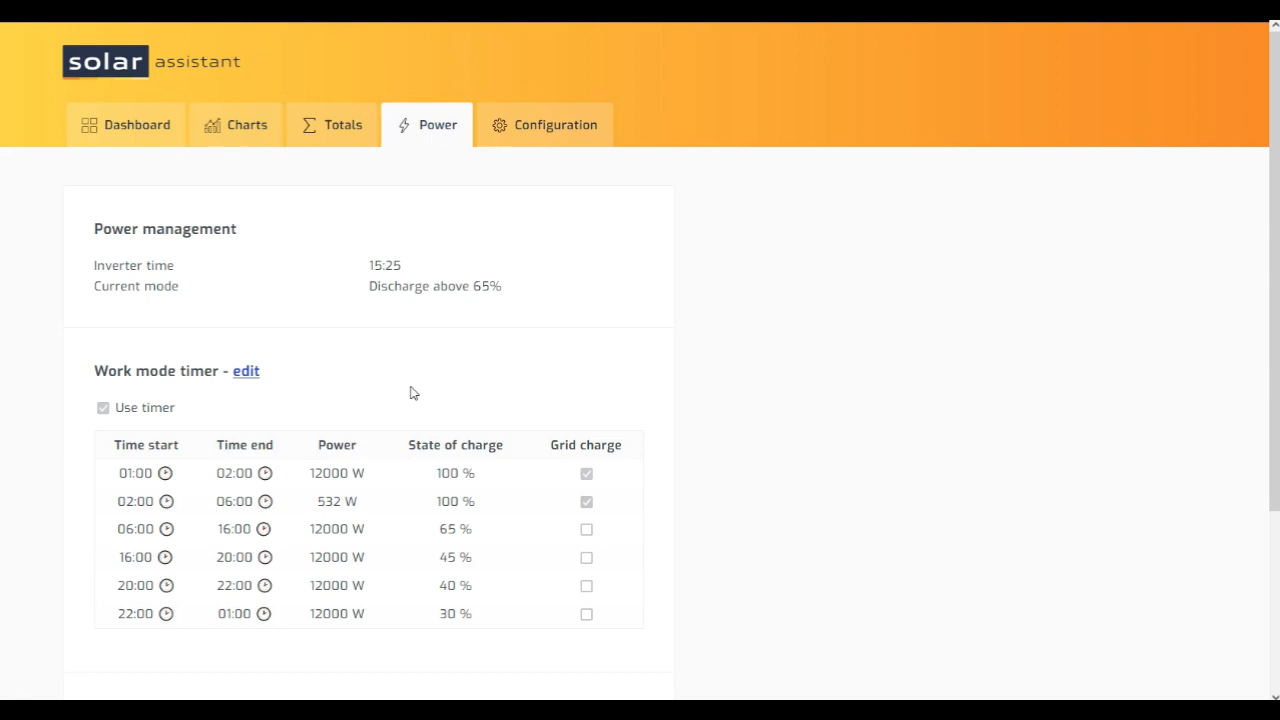 solar assistant
Dashboard Charts Totals Power Configuration
Power management
Inverter time 15:25
Current mode Discharge above 65%
Work mode timer - edit
Use timer
Time start Time end Power State of charge Grid charge
01:00 02:00 12000 W 100 %
02:00 06:00 532 W 100 %
06:00 16:00 12000 W 65 %
16:00 20:00 12000 W 45 %
20:00 22:00 12000 W 40 %
22:00 01:00 12000 W 30 %